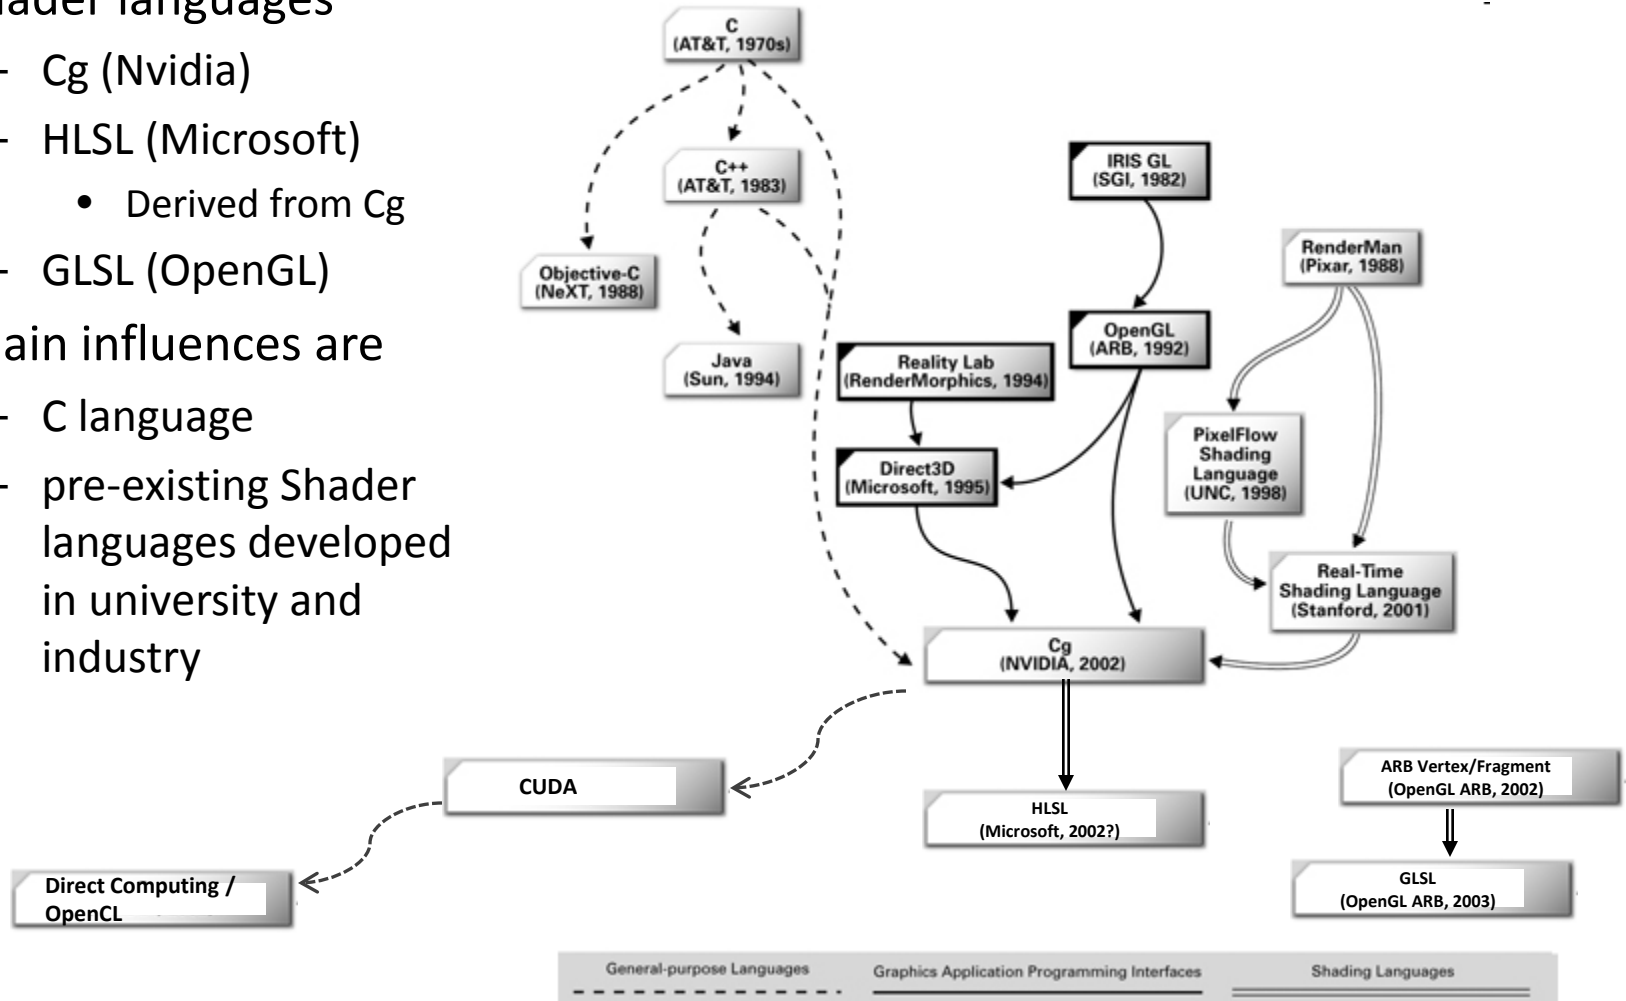 ader languages
- Cg (Nvidia)
- HLSL (Microsoft)
• Derived from Cg
- GLSL (OpenGL)
ain influences are
- C language
- pre-existing Shader
languages developed
in university and
industry
C
(AT&T, 1970s)
C++
(AT&T, 1983)
Objective-C
(NeXT, 1988)
Java
(Sun, 1994)
IRIS GL
(SGI, 1982)
RenderMan
(Pixar, 1988)
OpenGL
(ARB, 1992)
Reality Lab
(RenderMorphics, 1994)
Direct3D
(Microsoft, 1995)
PixelFlow
Shading
Language
(UNC, 1998)
Real-Time
Shading Language
(Stanford, 2001)
Cg
(NVIDIA, 2002)
CUDA
HLSL
(Microsoft, 2002?)
ARB Vertex/Fragment
(OpenGL ARB, 2002)
Direct Computing /
OpenCL
GLSL
(OpenGL ARB, 2003)
General-purpose Languages
Graphics Application Programming Interfaces
Shading Languages